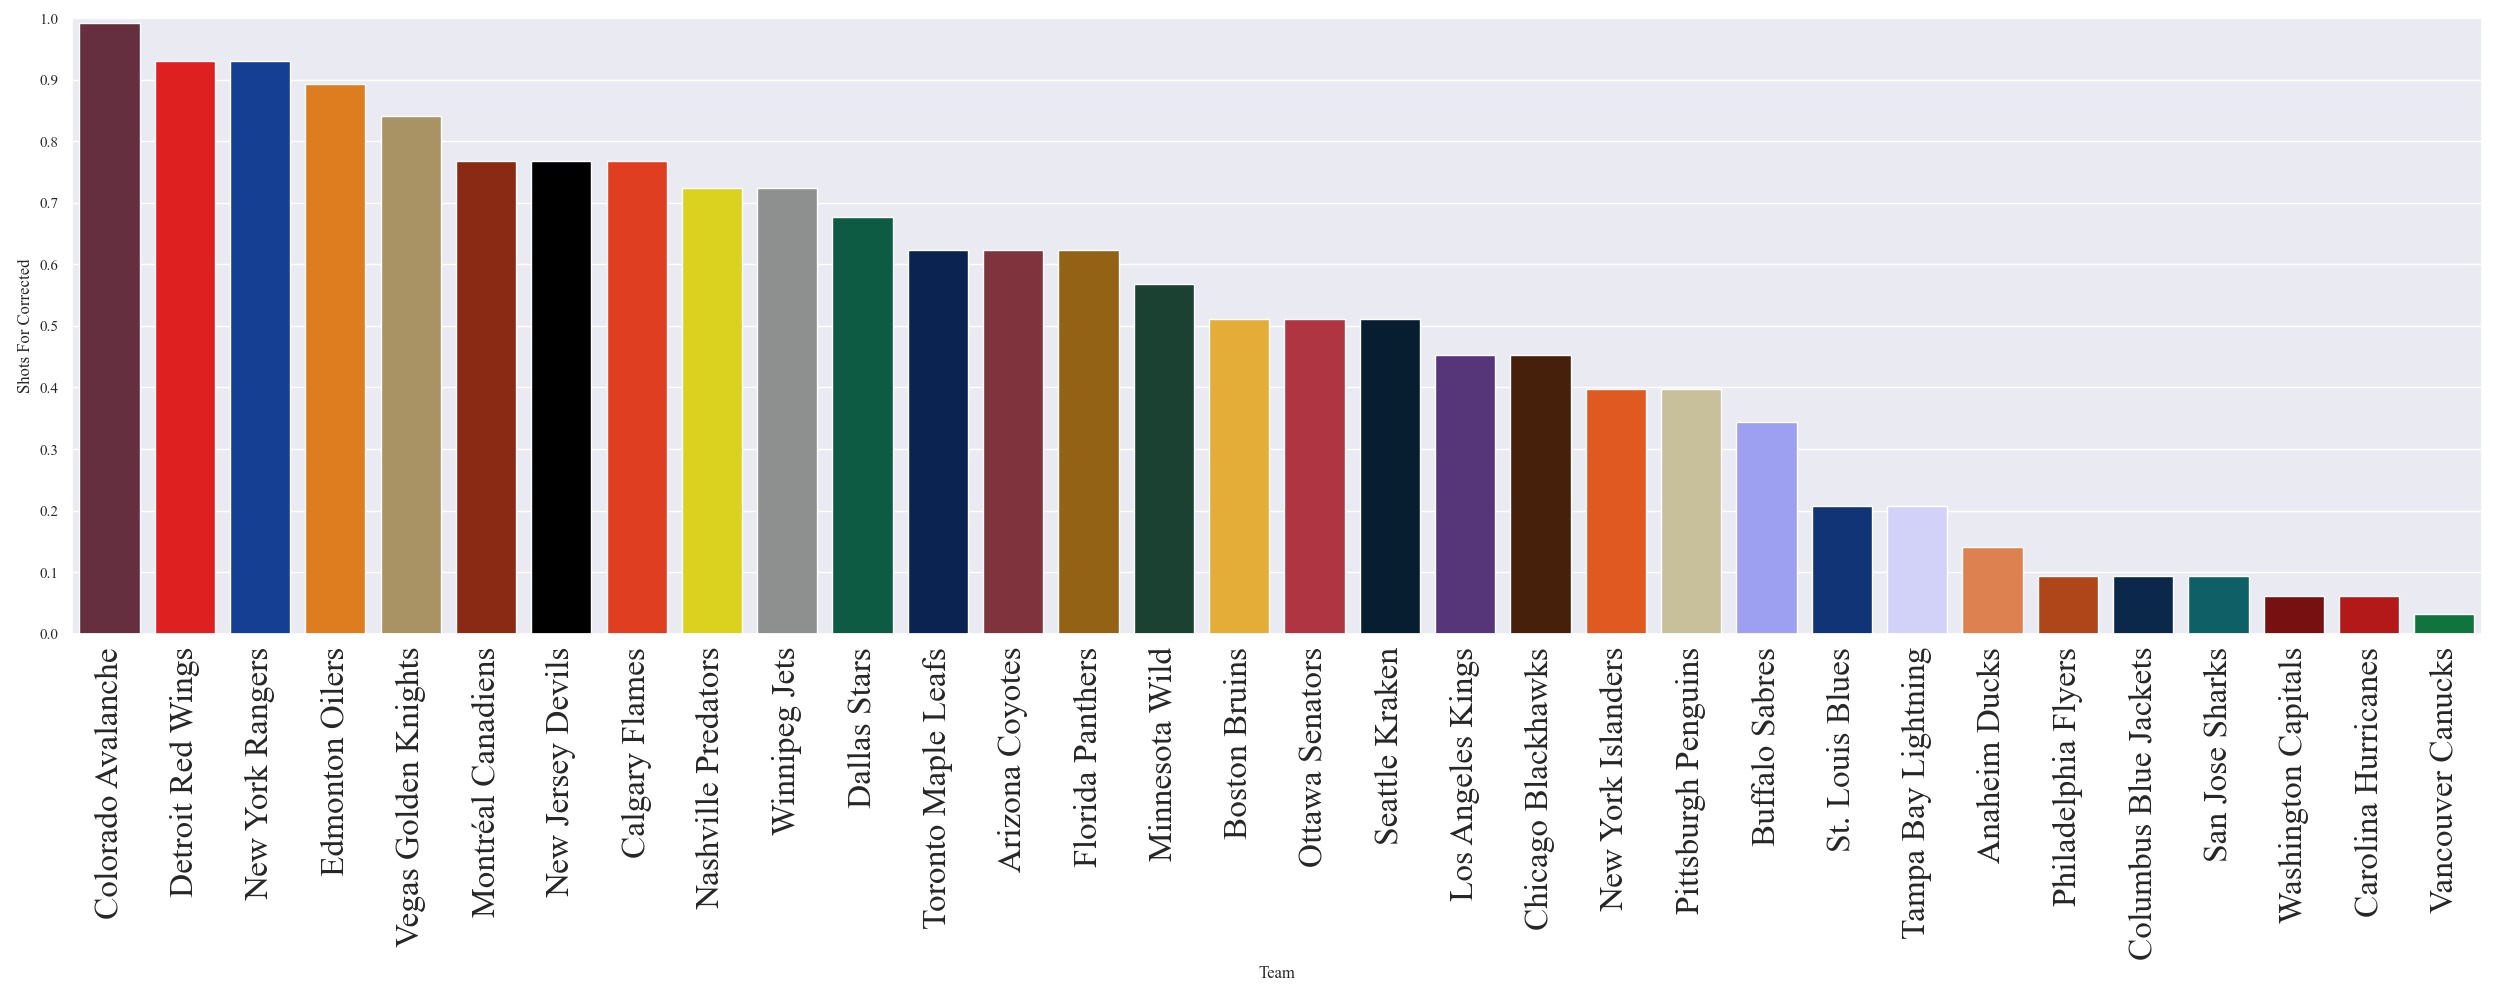 1.0
0.9
0.8
0.7
0.6
0.5
0.4
0.3
0.2
0.1
0.0
Shots For Corrected
Colorado Avalanche
Detroit Red Wings
New York Rangers
Edmonton Oilers
Vegas Golden Knights
Montréal Canadiens
New Jersey Devils
Calgary Flames
Nashville Predators
Winnipeg Jets
Dallas Stars
Toronto Maple Leafs
Arizona Coyotes
Florida Panthers
Minnesota Wild
Boston Bruins
Ottawa Senators
Seattle Kraken
Los Angeles Kings
Chicago Blackhawks
New York Islanders
Pittsburgh Penguins
Buffalo Sabres
St. Louis Blues
Tampa Bay Lightning
Anaheim Ducks
Philadelphia Flyers
Columbus Blue Jackets
San Jose Sharks
Washington Capitals
Carolina Hurricanes
Vancouver Canucks
Team